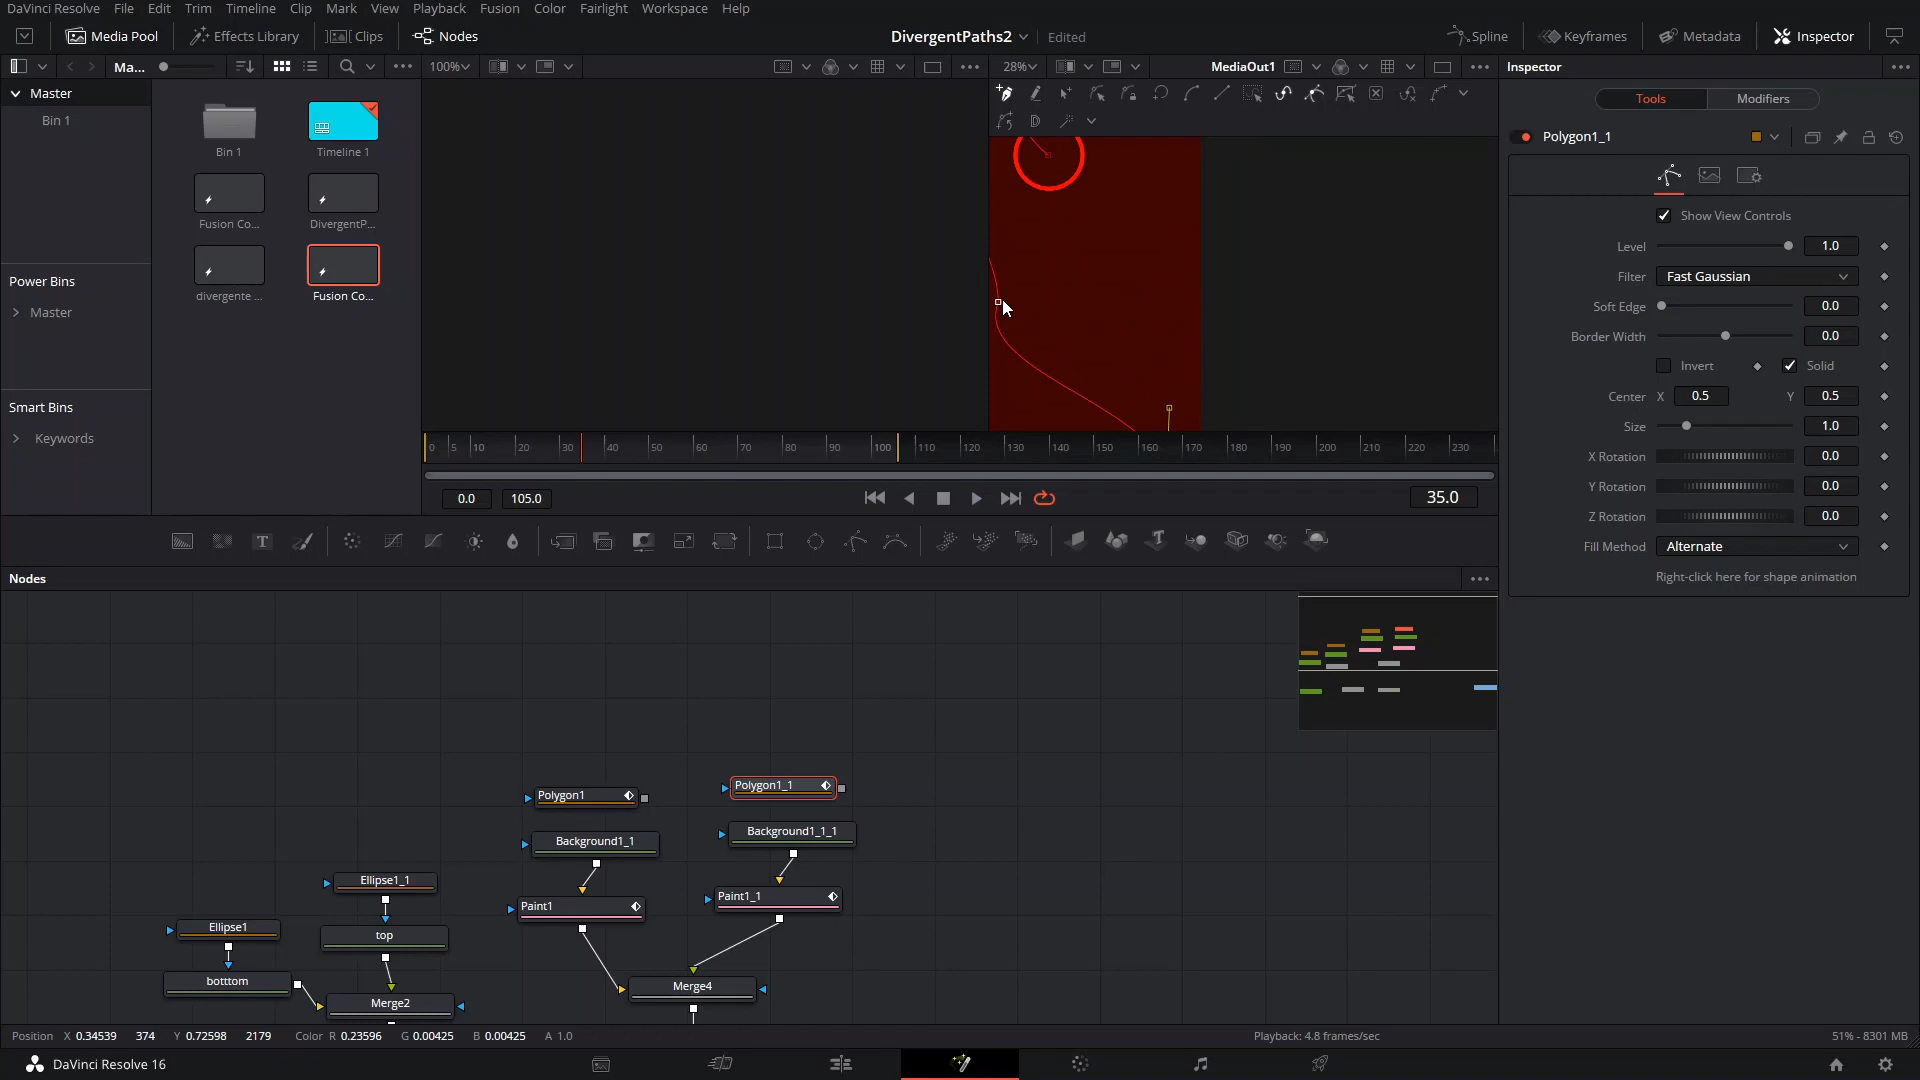 DaVinci Resolve File Edit Trim Timeline Clip Mark View Playback Fusion Color Fairlight Workspace Help
Media Pool Effects Library Clips Nodes DivergentPaths2 Edited Spline Keyframes Metadata Inspector
Ma... 100% 28% MediaOut1 Inspector
Master
Bin 1
Bin 1 Timeline 1
Fusion Co... DivergentP...
divergente ... Fusion Co...
Power Bins
Master
Smart Bins
Keywords
Tools Modifiers
Polygon1_1
Show View Controls
Level 1.0
Filter Fast Gaussian
Soft Edge 0.0
Border Width 0.0
Invert Solid
Center X 0.5 Y 0.5
Size 1.0
X Rotation 0.0
Y Rotation 0.0
Z Rotation 0.0
Fill Method Alternate
Right-click here for shape animation
0 5 10 20 30 40 50 60 70 80 90 100 110 120 130 140 150 160 170 180 190 200 210 220 230
0.0 105.0 35.0
T
Nodes
Polygon1 Polygon1_1
Background1_1 Background1_1_1
Ellipse1_1 Paint1 Paint1_1
Ellipse1 top
botttom Merge2 Merge4
Position X 0.34539 374 Y 0.72598 2179 Color R 0.23596 G 0.00425 B 0.00425 A 1.0 Playback: 4.8 frames/sec 51% - 8301 MB
DaVinci Resolve 16